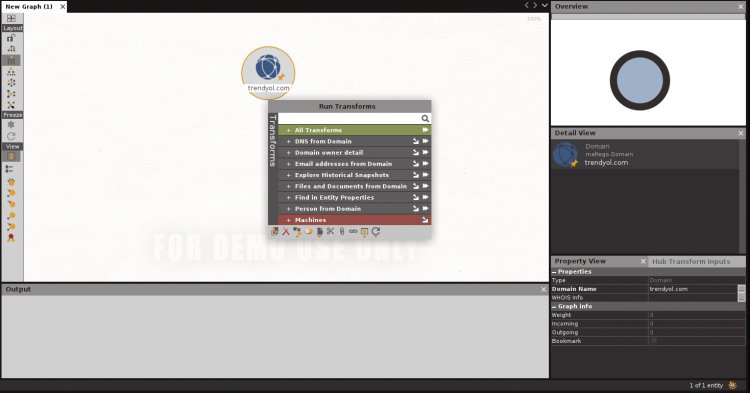 New Graph (1)
Overview
Layout
100%
trendyol.com
Run Transforms
Transforms
+ All Transforms
+ DNS from Domain
+ Domain owner detail
+ Email addresses from Domain
+ Explore Historical Snapshots
+ Files and Documents from Domain
+ Find in Entity Properties
+ Person from Domain
+ Machines
Freeze
View
FOR DEMO USE ONLY
Detail View
Domain
maltego.Domain
trendyol.com
Property View
Hub Transform Inputs
Properties
Type Domain
Domain Name trendyol.com
WHOIS Info
Graph info
Weight 0
Incoming 0
Outgoing 0
Bookmark
Output
1 of 1 entity